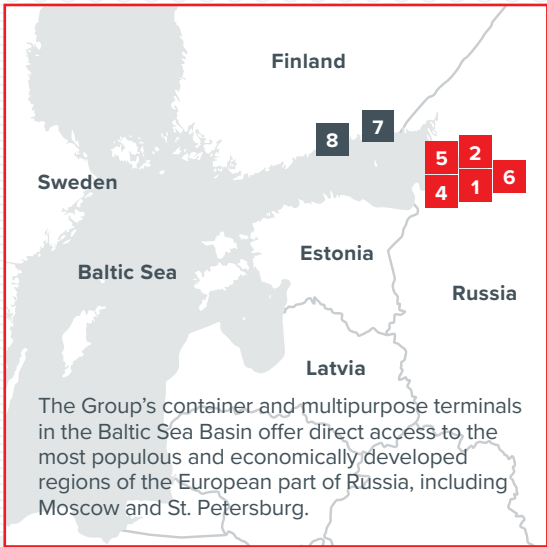 Finland
7
8
5
2
6
4
1
Sweden
Estonia
Baltic Sea
Russia
Latvia
The Group’s container and multipurpose terminals
in the Baltic Sea Basin offer direct access to the
most populous and economically developed
regions of the European part of Russia, including
Moscow and St. Petersburg.